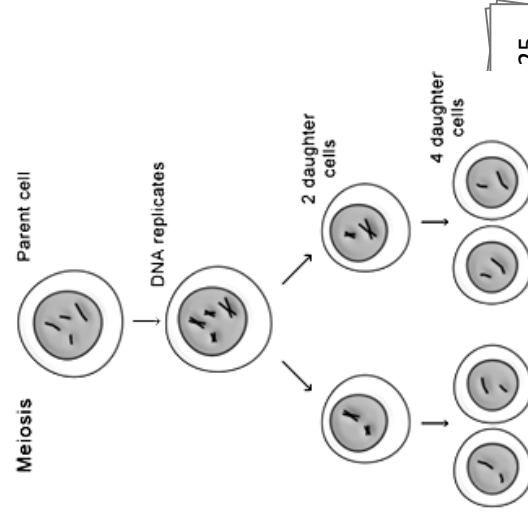 Meiosis
Parent cell
DNA replicates
2 daughter
cells
4 daughter
cells
25